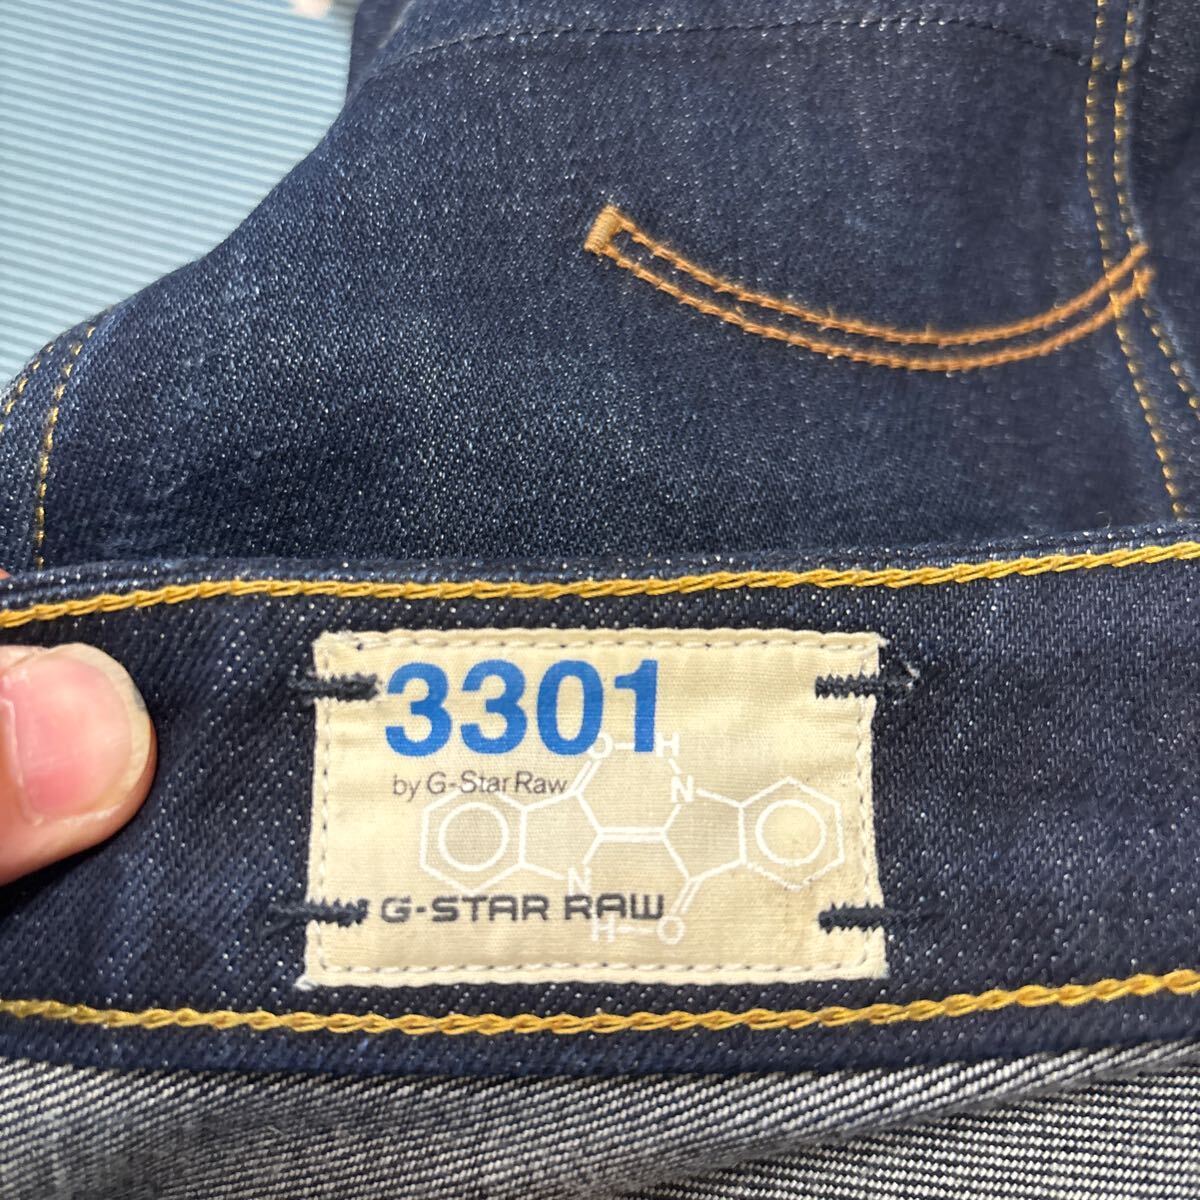 3301
by G-Star Raw
O H
N
N
G-STAR RAW
H O